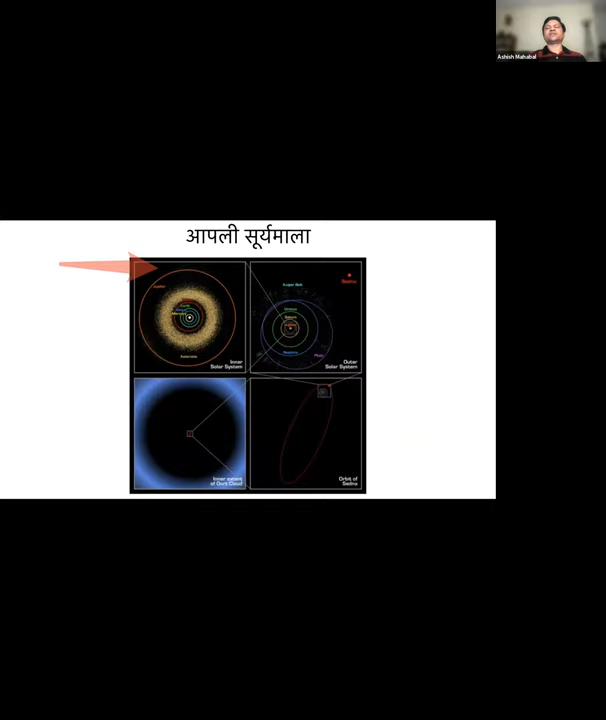 Ashish Mahabal
आपली सूर्यमाला
Jupiter
Earth
Asteroids
Inner
Solar System
Kuiper Belt
Sedna
Uranus
Saturn
Neptune
Pluto
Outer
Solar System
Inner extent
of Oort Cloud
Orbit of
Sedna